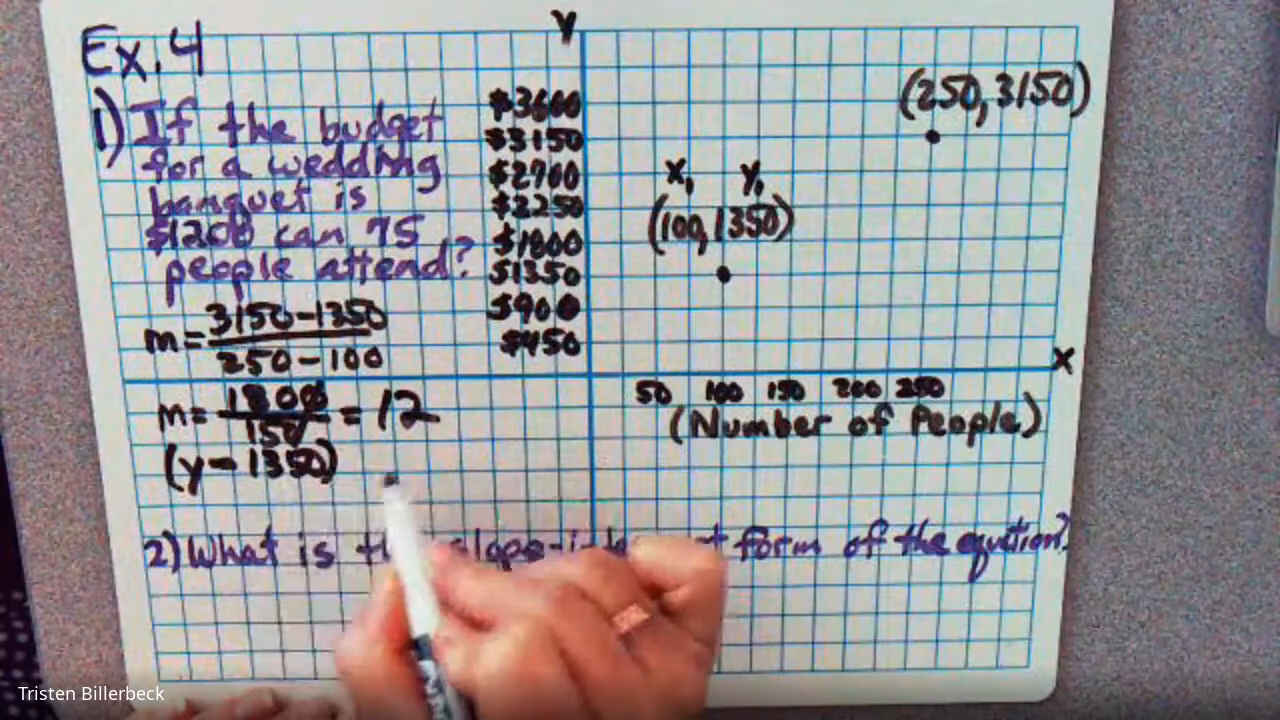 Ex. 4
1) If the budget
for a wedding
banquet is
$1200 can 75
people attend?
m = 3150-1350
250-100
m = 1800
150
= 12
(y - 1350)
Y
$3600
$3150
$2700
$2250
$1800
$1350
$900
$450
(250, 3150)
X₁ Y₁
(100, 1350)
X
50 100 150 200 250
(Number of People)
2) What is form of the
Tristen Billerbeck